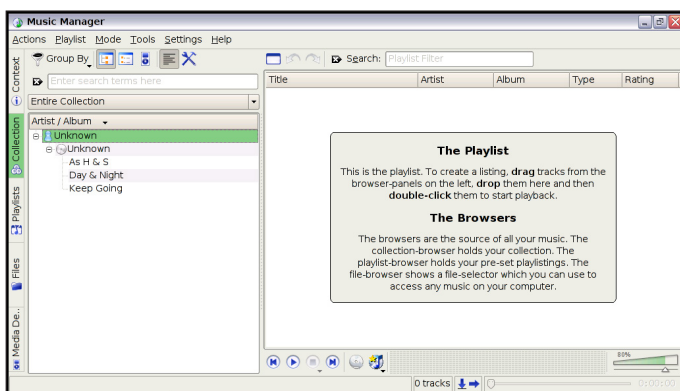 Music Manager
Actions Playlist Mode Tools Settings Help
Context
Collection
Playlists
Files
Media De..
Group By
Enter search terms here
Entire Collection
Artist / Album
Unknown
Unknown
As H & S
Day & Night
Keep Going
Search: Playlist Filter
Title Artist Album Type Rating
The Playlist
This is the playlist. To create a listing, drag tracks from the
browser-panels on the left, drop them here and then
double-click them to start playback.
The Browsers
The browsers are the source of all your music. The
collection-browser holds your collection. The
playlist-browser holds your pre-set playlistings. The
file-browser shows a file-selector which you can use to
access any music on your computer.
80%
0 tracks
0:00:00